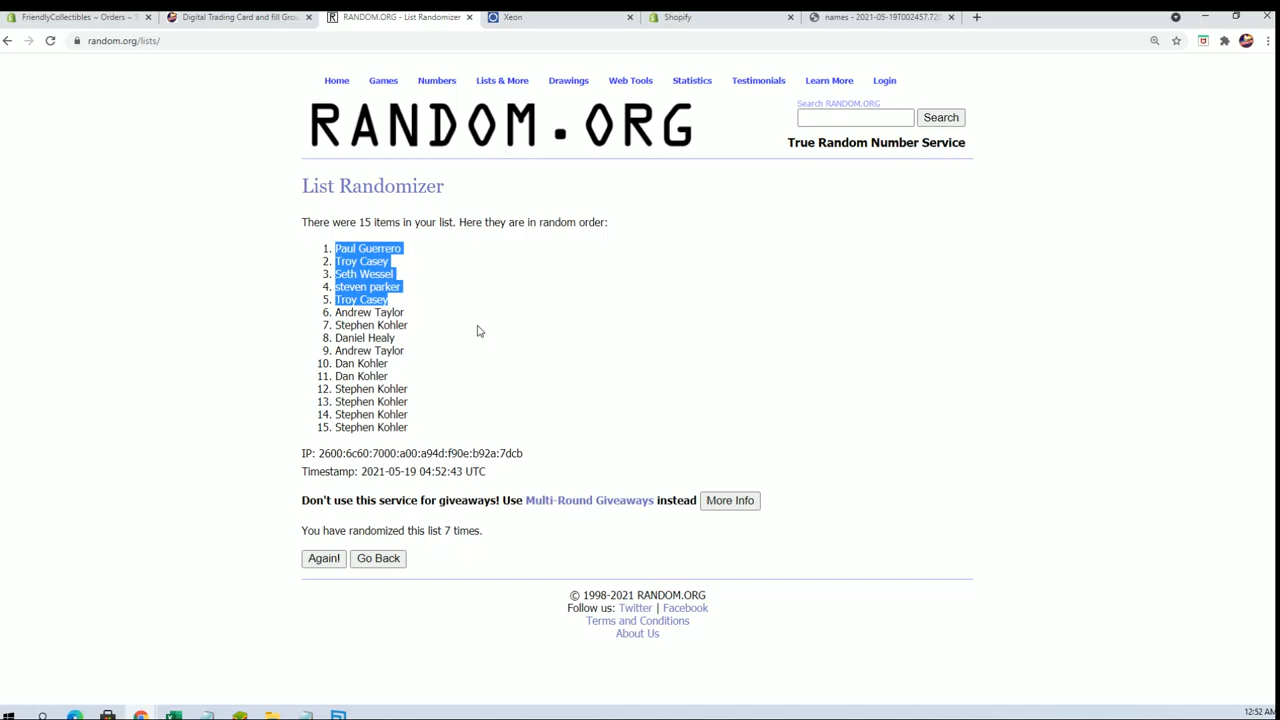 FriendlyCollectibles ~ Orders ~ S
Digital Trading Card and fill Grou
RANDOM.ORG - List Randomizer
Xeon
Shopify
names - 2021-05-19T002457.720
random.org/lists/
Home
Games
Numbers
Lists & More
Drawings
Web Tools
Statistics
Testimonials
Learn More
Login
RANDOM.ORG
Search RANDOM.ORG
Search
True Random Number Service
List Randomizer
There were 15 items in your list. Here they are in random order:
1. Paul Guerrero
2. Troy Casey
3. Seth Wessel
4. steven parker
5. Troy Casey
6. Andrew Taylor
7. Stephen Kohler
8. Daniel Healy
9. Andrew Taylor
10. Dan Kohler
11. Dan Kohler
12. Stephen Kohler
13. Stephen Kohler
14. Stephen Kohler
15. Stephen Kohler
IP: 2600:6c60:7000:a00:a94d:f90e:b92a:7dcb
Timestamp: 2021-05-19 04:52:43 UTC
Don't use this service for giveaways! Use Multi-Round Giveaways instead More Info
You have randomized this list 7 times.
Again! Go Back
© 1998-2021 RANDOM.ORG
Follow us: Twitter | Facebook
Terms and Conditions
About Us
12:52 AM